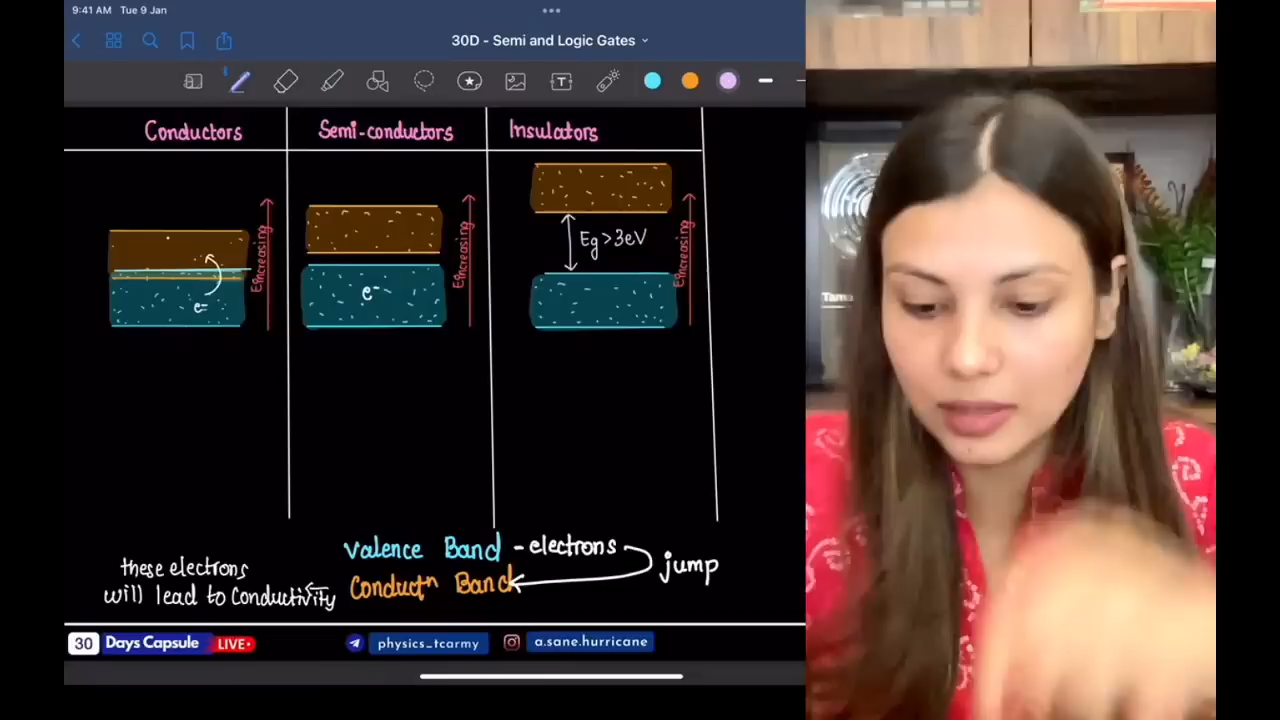 9:41 AM Tue 9 Jan
30D - Semi and Logic Gates
Conductors
Semi-conductors
Insulators
increasing
increasing
increasing
Eg>3eV
e-
e-
Valence Band - electrons
Conductn Band
jump
these electrons
will lead to conductivity
30 Days Capsule LIVE
physics_tcarmy
a.sane.hurricane